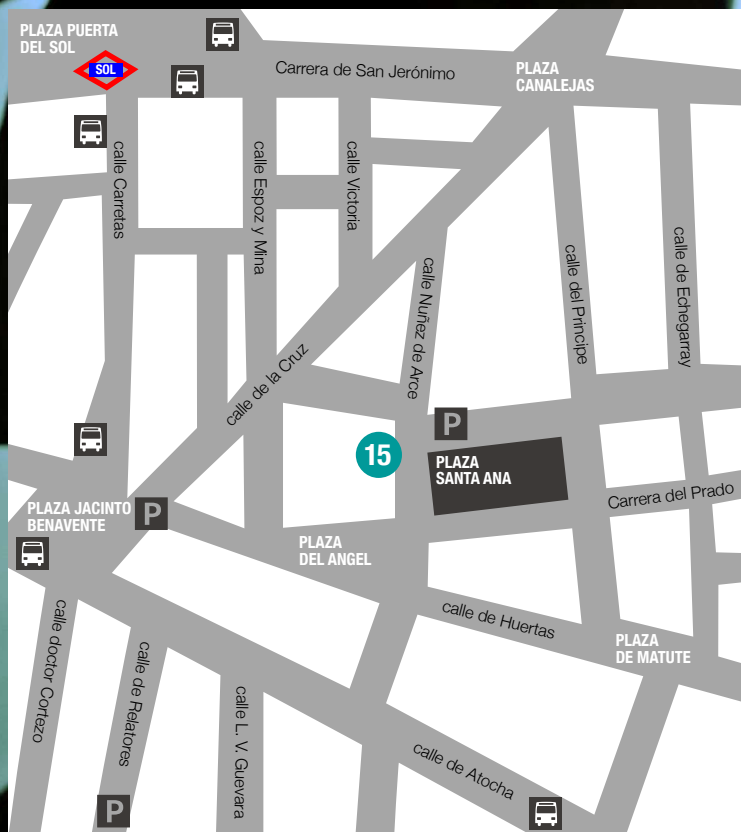 PLAZA PUERTA
DEL SOL
SOL
Carrera de San Jerónimo
PLAZA
CANALEJAS
calle Carretas
calle Espoz y Mina
calle Victoria
calle Nuñez de Arce
calle del Principe
calle de Echegarray
calle de la Cruz
P
15
PLAZA
SANTA ANA
Carrera del Prado
PLAZA JACINTO
BENAVENTE
P
PLAZA
DEL ANGEL
calle de Huertas
PLAZA
DE MATUTE
calle doctor Cortezo
calle de Relatores
calle L. V. Guevara
calle de Atocha
P